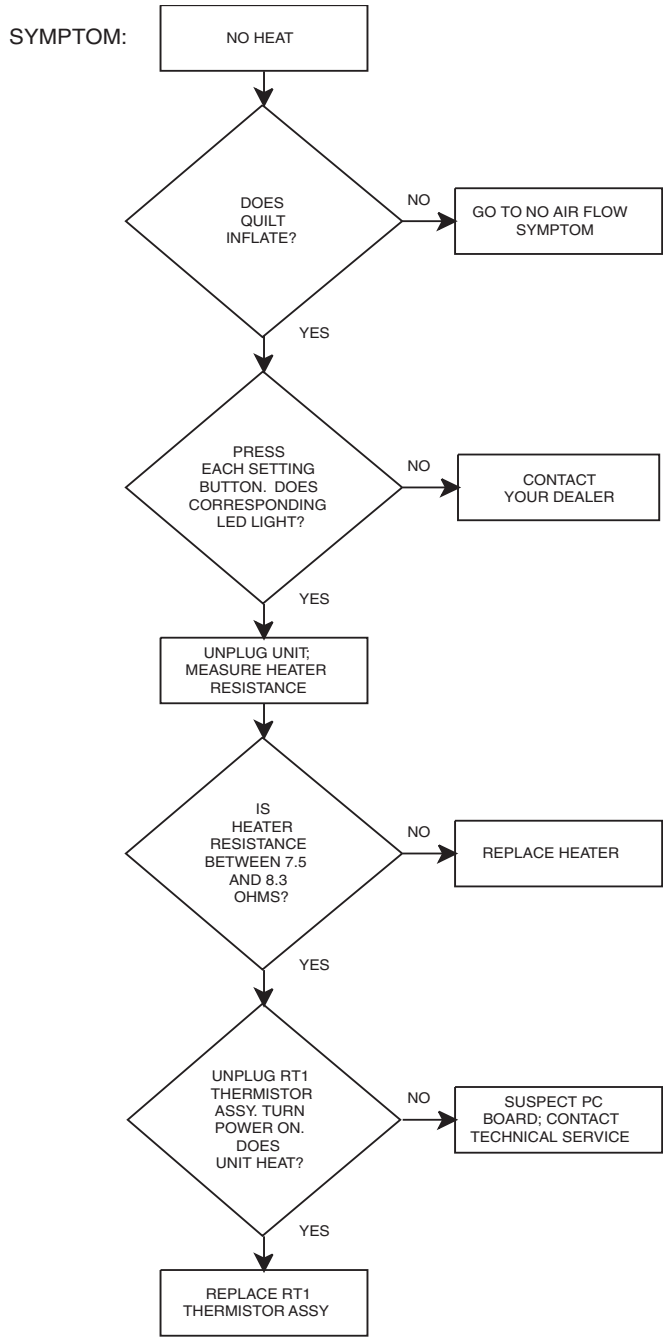 SYMPTOM:
NO HEAT
DOES
QUILT
INFLATE?
NO
GO TO NO AIR FLOW
SYMPTOM
YES
PRESS
EACH SETTING
BUTTON. DOES
CORRESPONDING
LED LIGHT?
NO
CONTACT
YOUR DEALER
YES
UNPLUG UNIT;
MEASURE HEATER
RESISTANCE
IS
HEATER
RESISTANCE
BETWEEN 7.5
AND 8.3
OHMS?
NO
REPLACE HEATER
YES
UNPLUG RT1
THERMISTOR
ASSY. TURN
POWER ON.
DOES
UNIT HEAT?
NO
SUSPECT PC
BOARD; CONTACT
TECHNICAL SERVICE
YES
REPLACE RT1
THERMISTOR ASSY